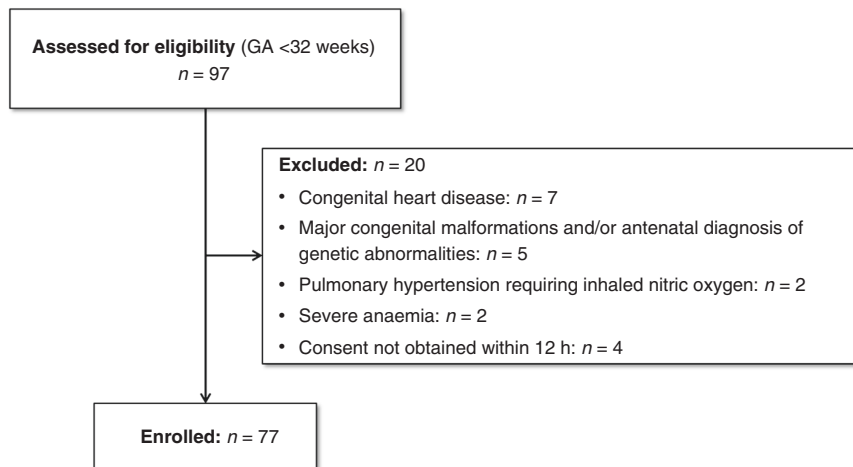 Assessed for eligibility (GA <32 weeks)
n = 97
Excluded: n = 20
• Congenital heart disease: n = 7
• Major congenital malformations and/or antenatal diagnosis of
genetic abnormalities: n = 5
• Pulmonary hypertension requiring inhaled nitric oxygen: n = 2
• Severe anaemia: n = 2
• Consent not obtained within 12 h: n = 4
Enrolled: n = 77